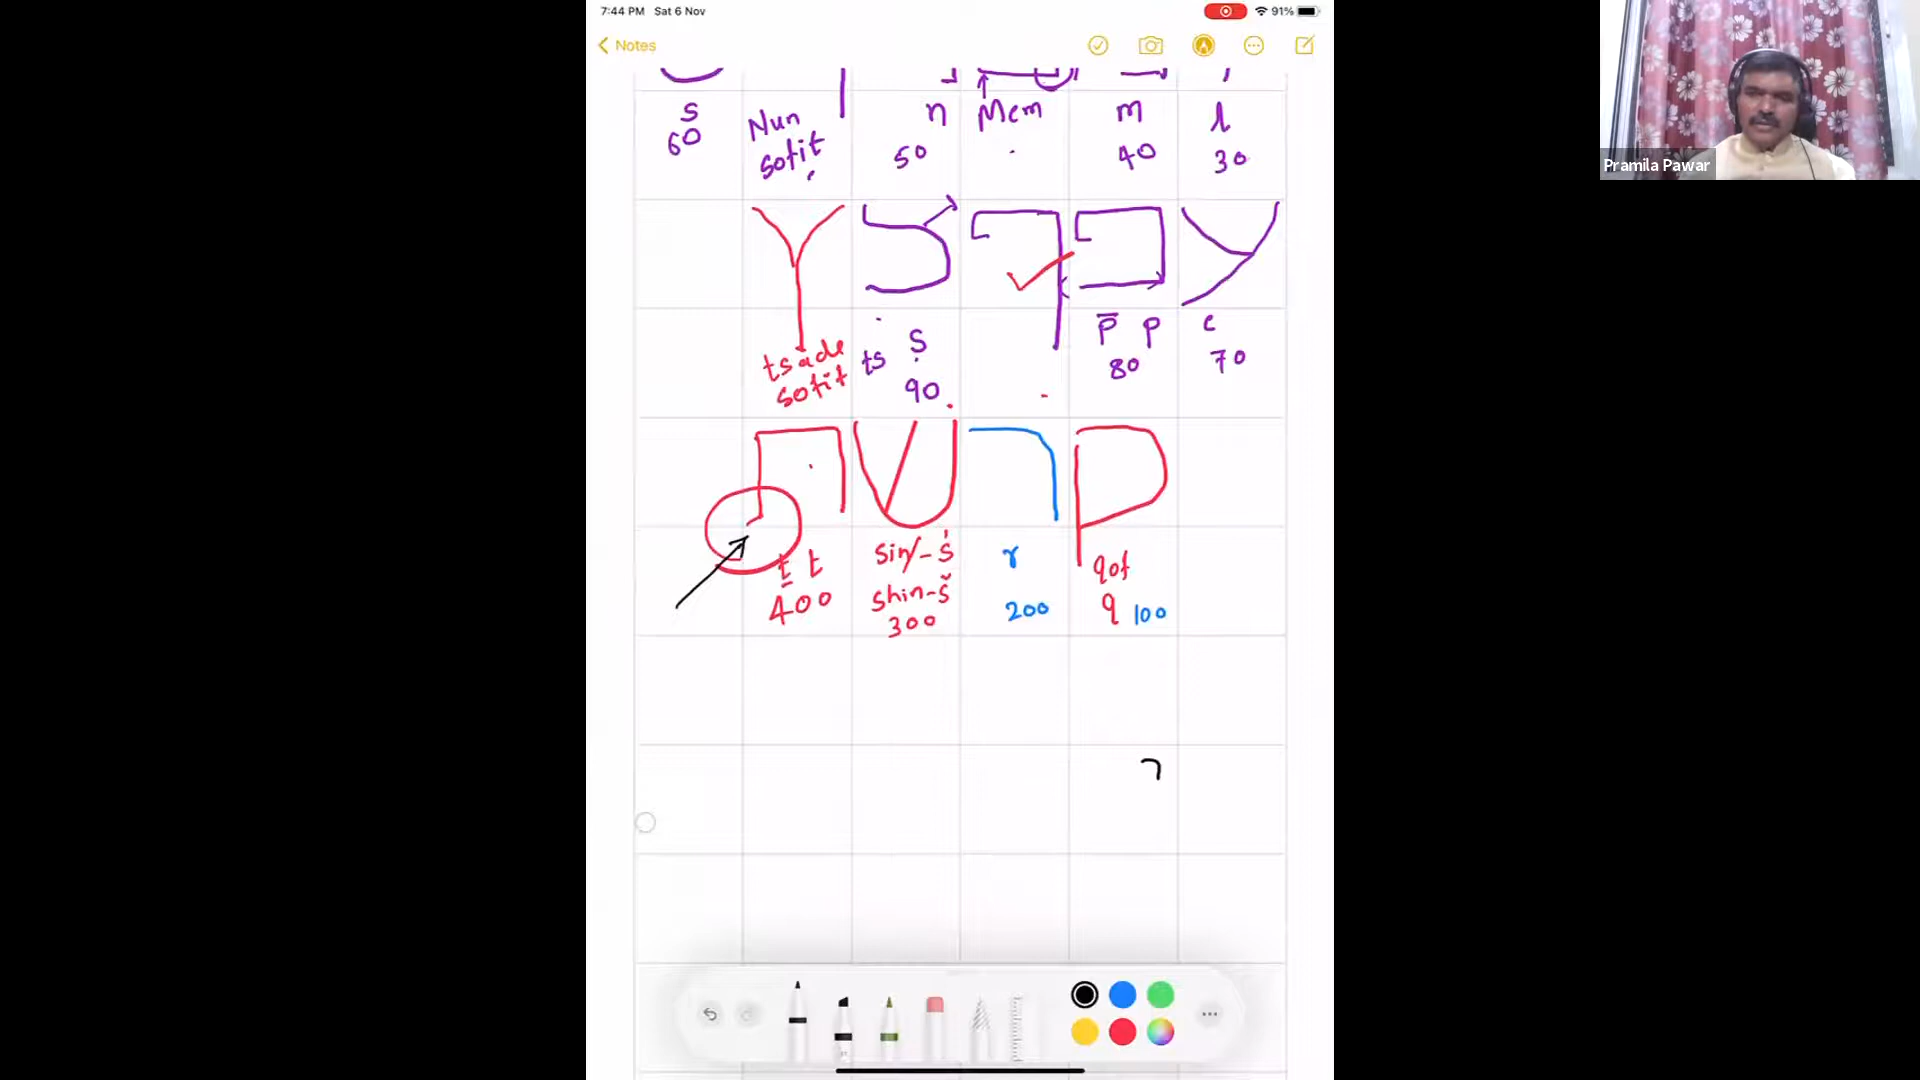 7:44 PM Sat 6 Nov
91%
Notes
Pramila Pawar
s Nun n Mem m l
60 sofit 50 40 30
ץ צ ף פ ע
tsade ts ṣ p̄ p c
sofit 90 80 70
ת ש ר ק
ṯ t sin/-ś r qof
400 shin-š 200 q 100
300
ר